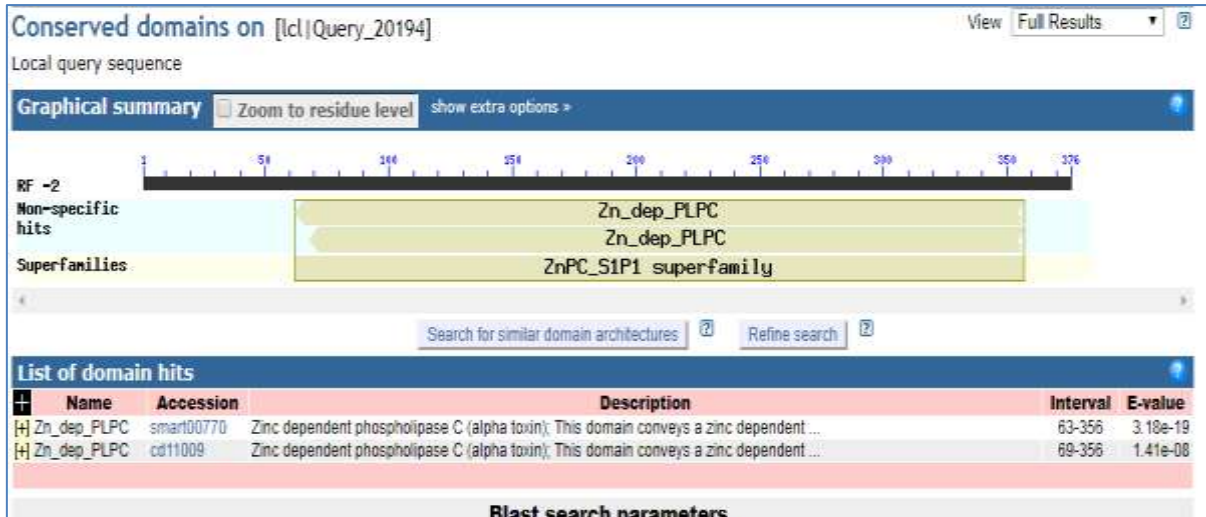 Conserved domains on [lcl|Query_20194]
View Full Results
Local query sequence
Graphical summary Zoom to residue level show extra options »
1 50 100 150 200 250 300 350 376
RF -2
Non-specific hits
Zn_dep_PLPC
Zn_dep_PLPC
Superfamilies
ZnPC_S1P1 superfamily
Search for similar domain architectures ? Refine search ?
List of domain hits
+ Name Accession Description Interval E-value
[+] Zn_dep_PLPC smart00770 Zinc dependent phospholipase C (alpha toxin); This domain conveys a zinc dependent ... 63-356 3.18e-19
[+] Zn_dep_PLPC cd11009 Zinc dependent phospholipase C (alpha toxin); This domain conveys a zinc dependent ... 69-356 1.41e-08
Blast search parameters